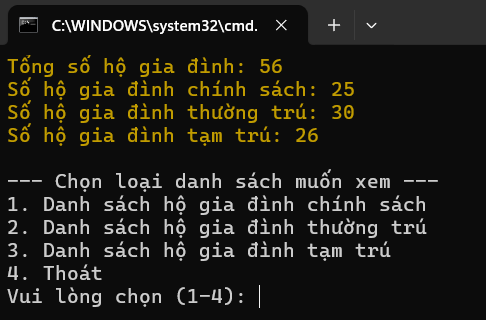 C:\WINDOWS\system32\cmd.
Tổng số hộ gia đình: 56
Số hộ gia đình chính sách: 25
Số hộ gia đình thường trú: 30
Số hộ gia đình tạm trú: 26
--- Chọn loại danh sách muốn xem ---
1. Danh sách hộ gia đình chính sách
2. Danh sách hộ gia đình thường trú
3. Danh sách hộ gia đình tạm trú
4. Thoát
Vui lòng chọn (1-4):